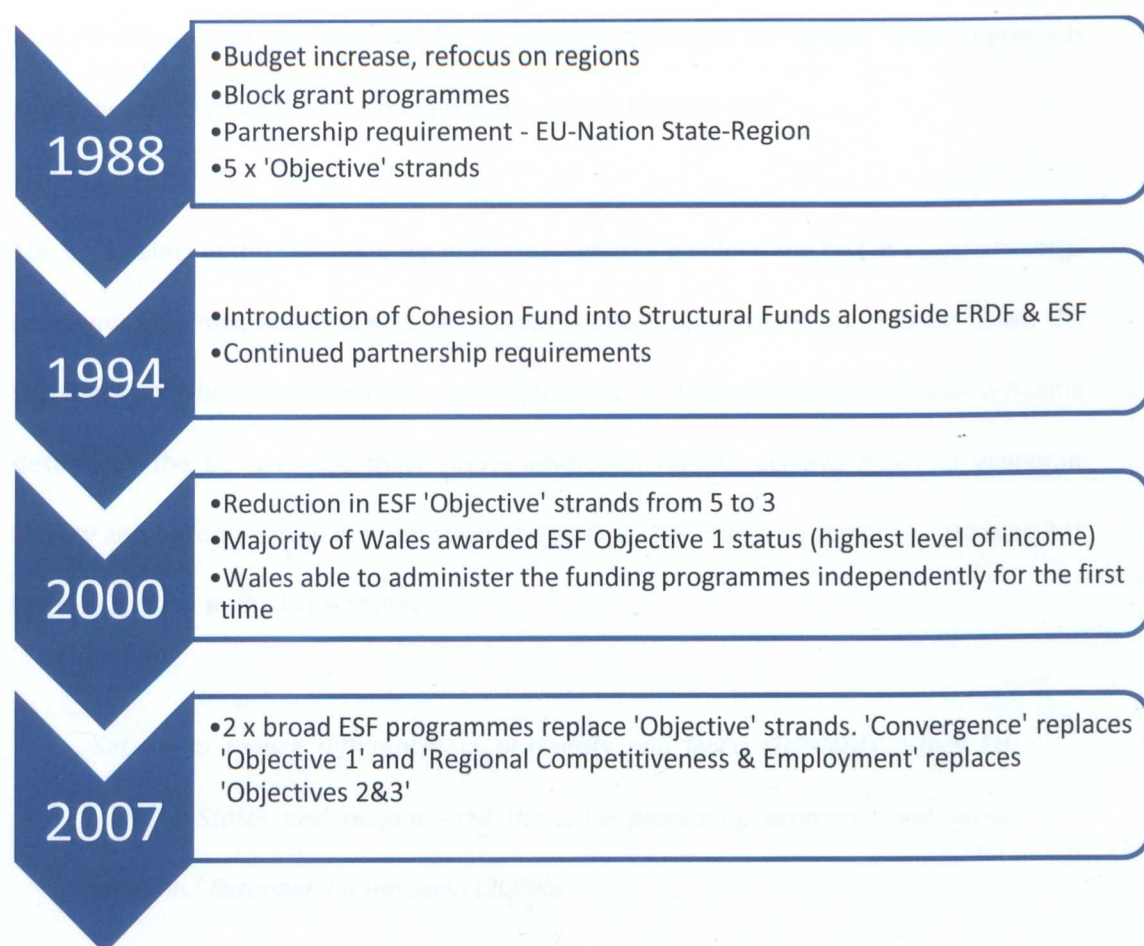 1988
•Budget increase, refocus on regions
•Block grant programmes
•Partnership requirement - EU-Nation State-Region
•5 x 'Objective' strands
1994
•Introduction of Cohesion Fund into Structural Funds alongside ERDF & ESF
•Continued partnership requirements
2000
•Reduction in ESF 'Objective' strands from 5 to 3
•Majority of Wales awarded ESF Objective 1 status (highest level of income)
•Wales able to administer the funding programmes independently for the first
time
2007
•2 x broad ESF programmes replace 'Objective' strands. 'Convergence' replaces
'Objective 1' and 'Regional Competitiveness & Employment' replaces
'Objectives 2&3'